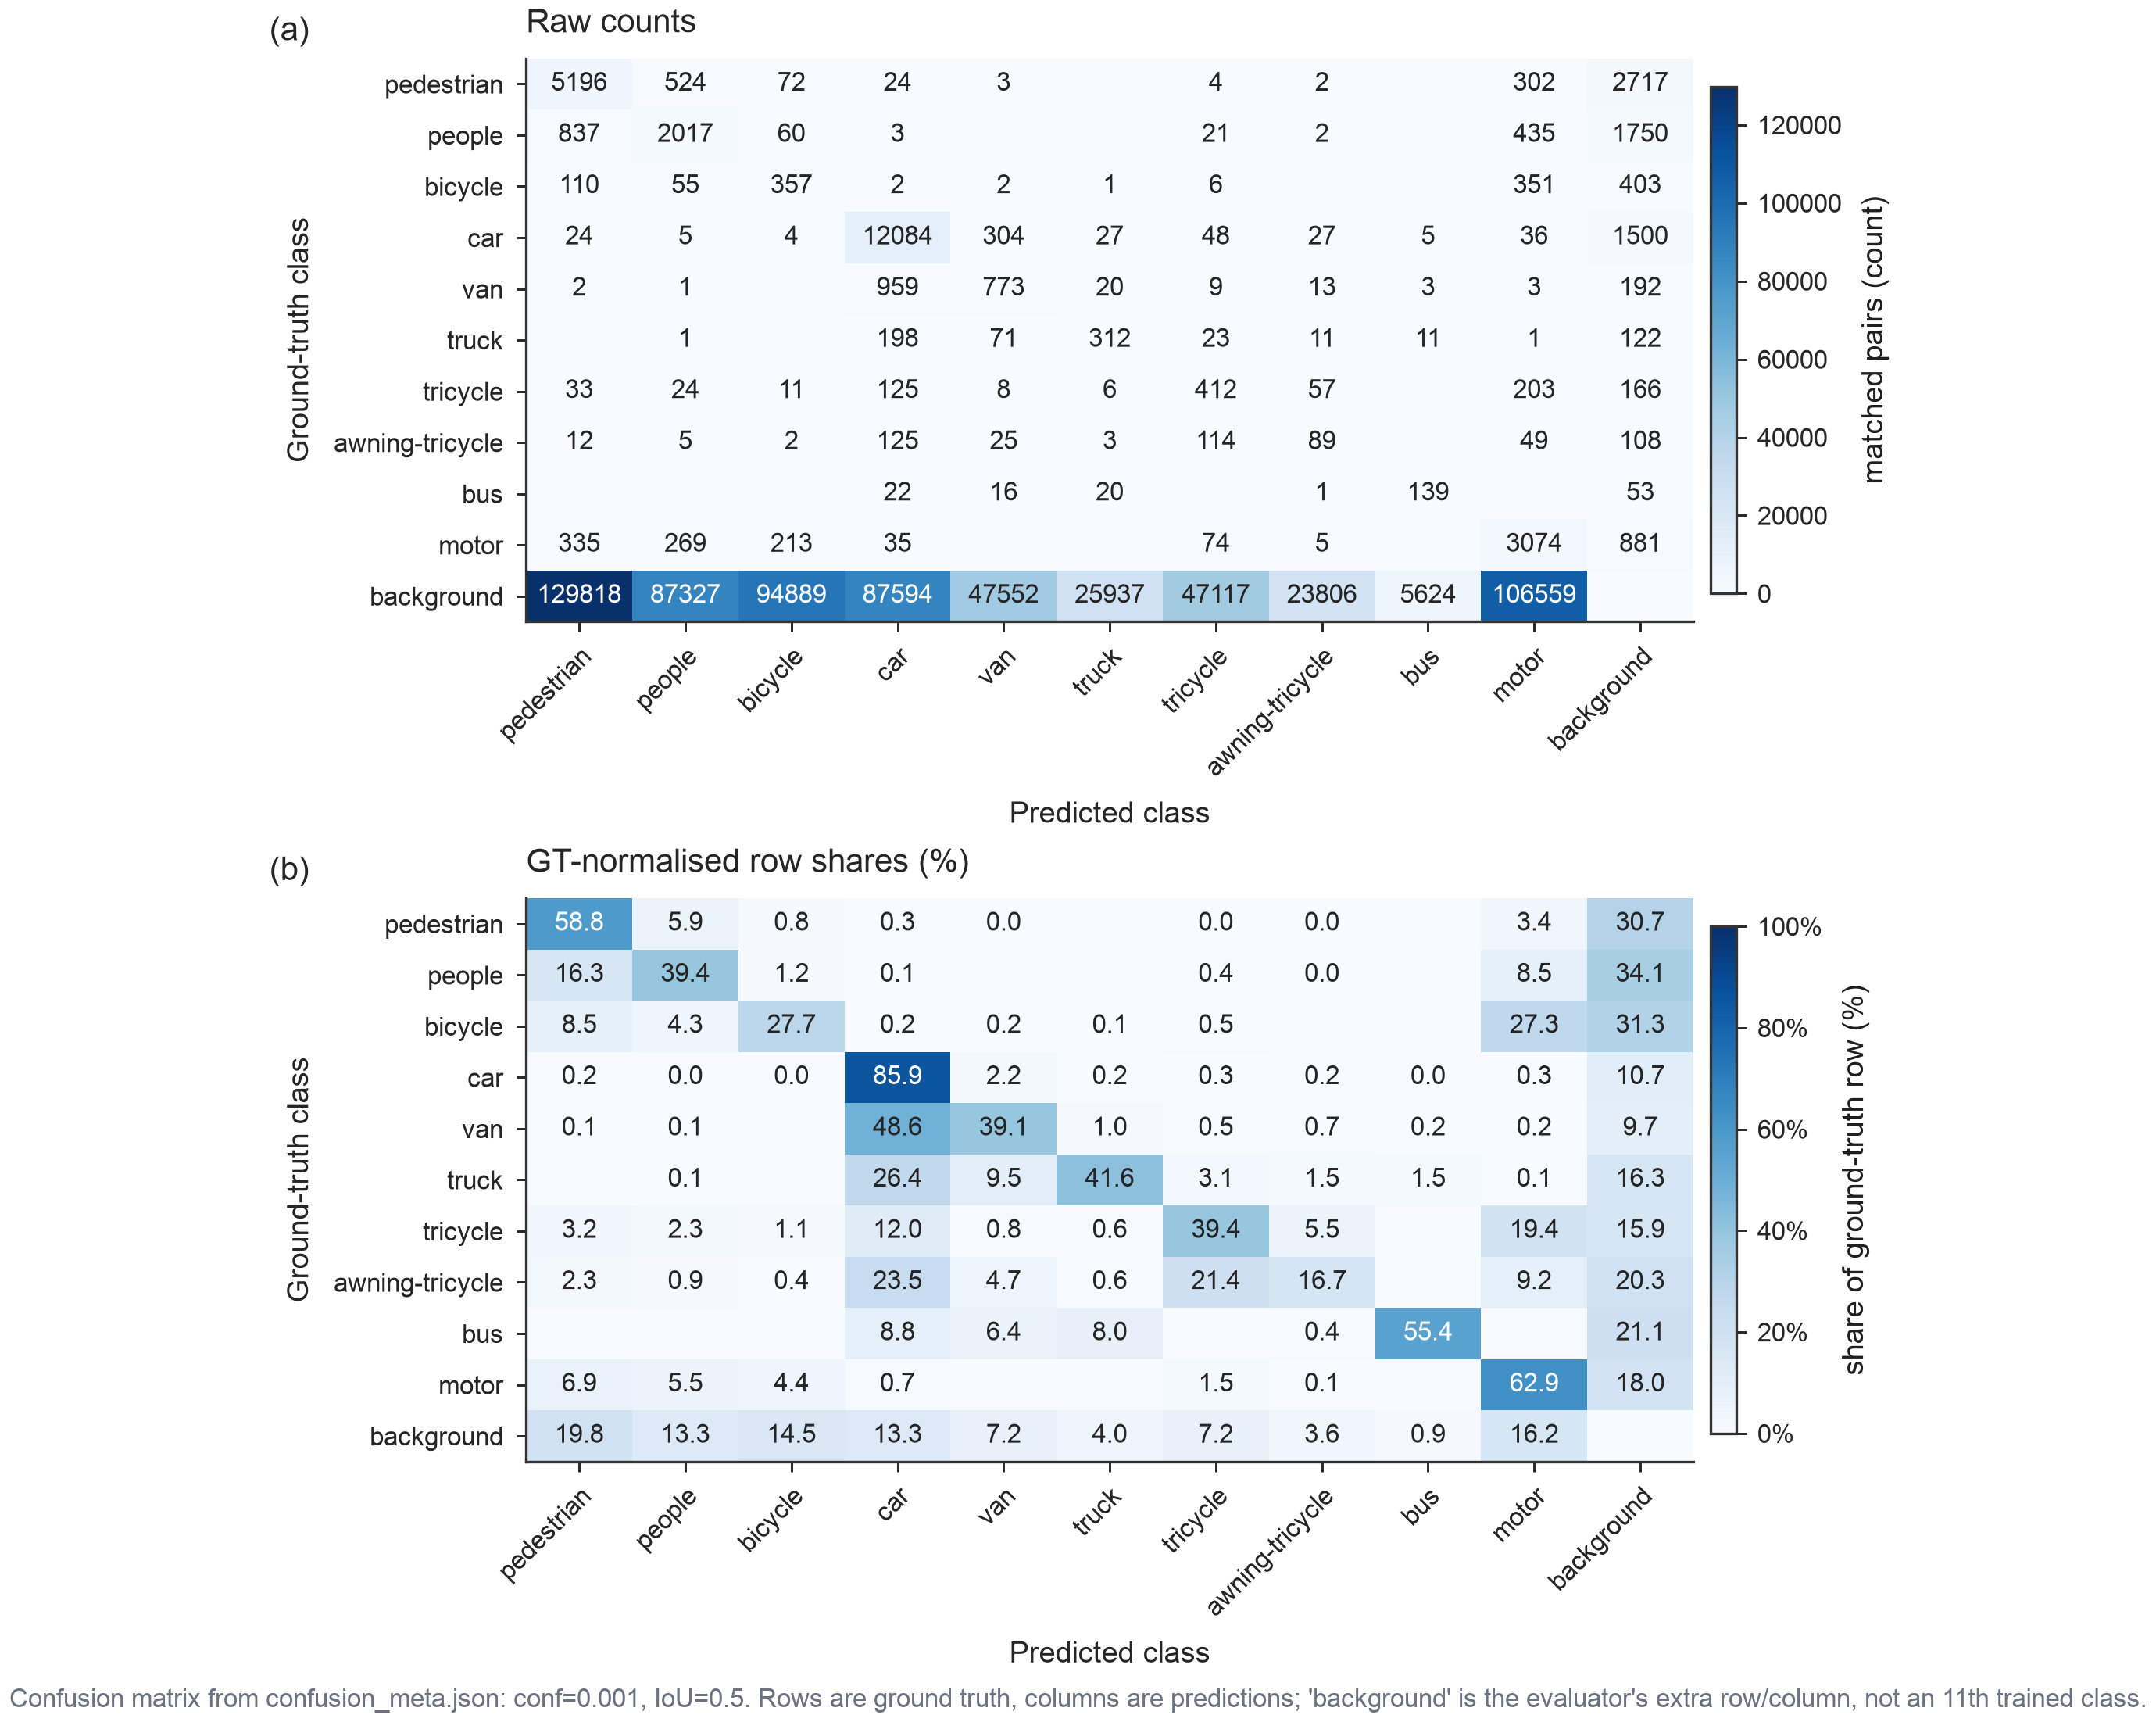 (a)
Raw counts
pedestrian 5196 524 72 24 3 4 2 302 2717
people 837 2017 60 3 21 2 435 1750
bicycle 110 55 357 2 2 1 6 351 403
car 24 5 4 12084 304 27 48 27 5 36 1500
van 2 1 959 773 20 9 13 3 3 192
truck 1 198 71 312 23 11 11 1 122
tricycle 33 24 11 125 8 6 412 57 203 166
awning-tricycle 12 5 2 125 25 3 114 89 49 108
bus 22 16 20 1 139 53
motor 335 269 213 35 74 5 3074 881
background 129818 87327 94889 87594 47552 25937 47117 23806 5624 106559
Ground-truth class
pedestrian people bicycle car van truck tricycle awning-tricycle bus motor background
Predicted class
120000
100000
80000
60000
40000
20000
0
matched pairs (count)
(b)
GT-normalised row shares (%)
pedestrian 58.8 5.9 0.8 0.3 0.0 0.0 0.0 3.4 30.7
people 16.3 39.4 1.2 0.1 0.4 0.0 8.5 34.1
bicycle 8.5 4.3 27.7 0.2 0.2 0.1 0.5 27.3 31.3
car 0.2 0.0 0.0 85.9 2.2 0.2 0.3 0.2 0.0 0.3 10.7
van 0.1 0.1 48.6 39.1 1.0 0.5 0.7 0.2 0.2 9.7
truck 0.1 26.4 9.5 41.6 3.1 1.5 1.5 0.1 16.3
tricycle 3.2 2.3 1.1 12.0 0.8 0.6 39.4 5.5 19.4 15.9
awning-tricycle 2.3 0.9 0.4 23.5 4.7 0.6 21.4 16.7 9.2 20.3
bus 8.8 6.4 8.0 0.4 55.4 21.1
motor 6.9 5.5 4.4 0.7 1.5 0.1 62.9 18.0
background 19.8 13.3 14.5 13.3 7.2 4.0 7.2 3.6 0.9 16.2
Ground-truth class
pedestrian people bicycle car van truck tricycle awning-tricycle bus motor background
Predicted class
100%
80%
60%
40%
20%
0%
share of ground-truth row (%)
Confusion matrix from confusion_meta.json: conf=0.001, IoU=0.5. Rows are ground truth, columns are predictions; 'background' is the evaluator's extra row/column, not an 11th trained class.